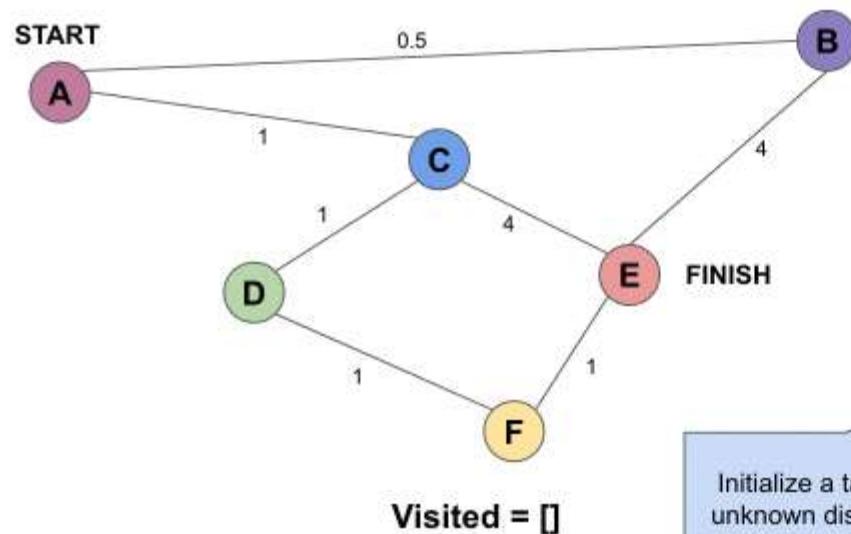 START
A
0.5
B
1
C
4
1
4
D
E
FINISH
1
1
F
Visited = []
Initialize a
unknown